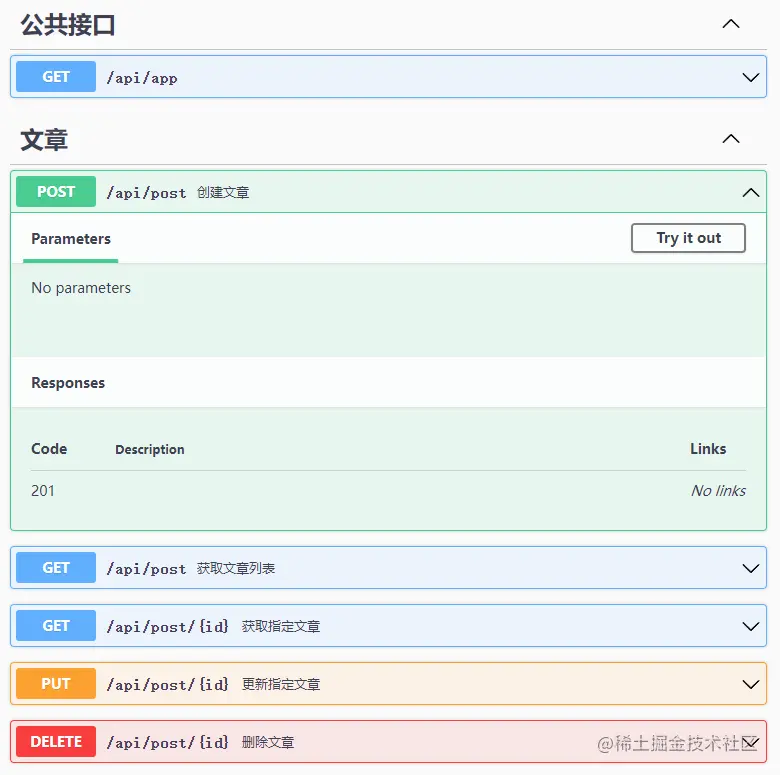 公共接口
GET /api/app
文章
POST /api/post 创建文章
Parameters Try it out
No parameters
Responses
Code Description Links
201 No links
GET /api/post 获取文章列表
GET /api/post/{id} 获取指定文章
PUT /api/post/{id} 更新指定文章
DELETE /api/post/{id} 删除文章
@稀土掘金技术社区